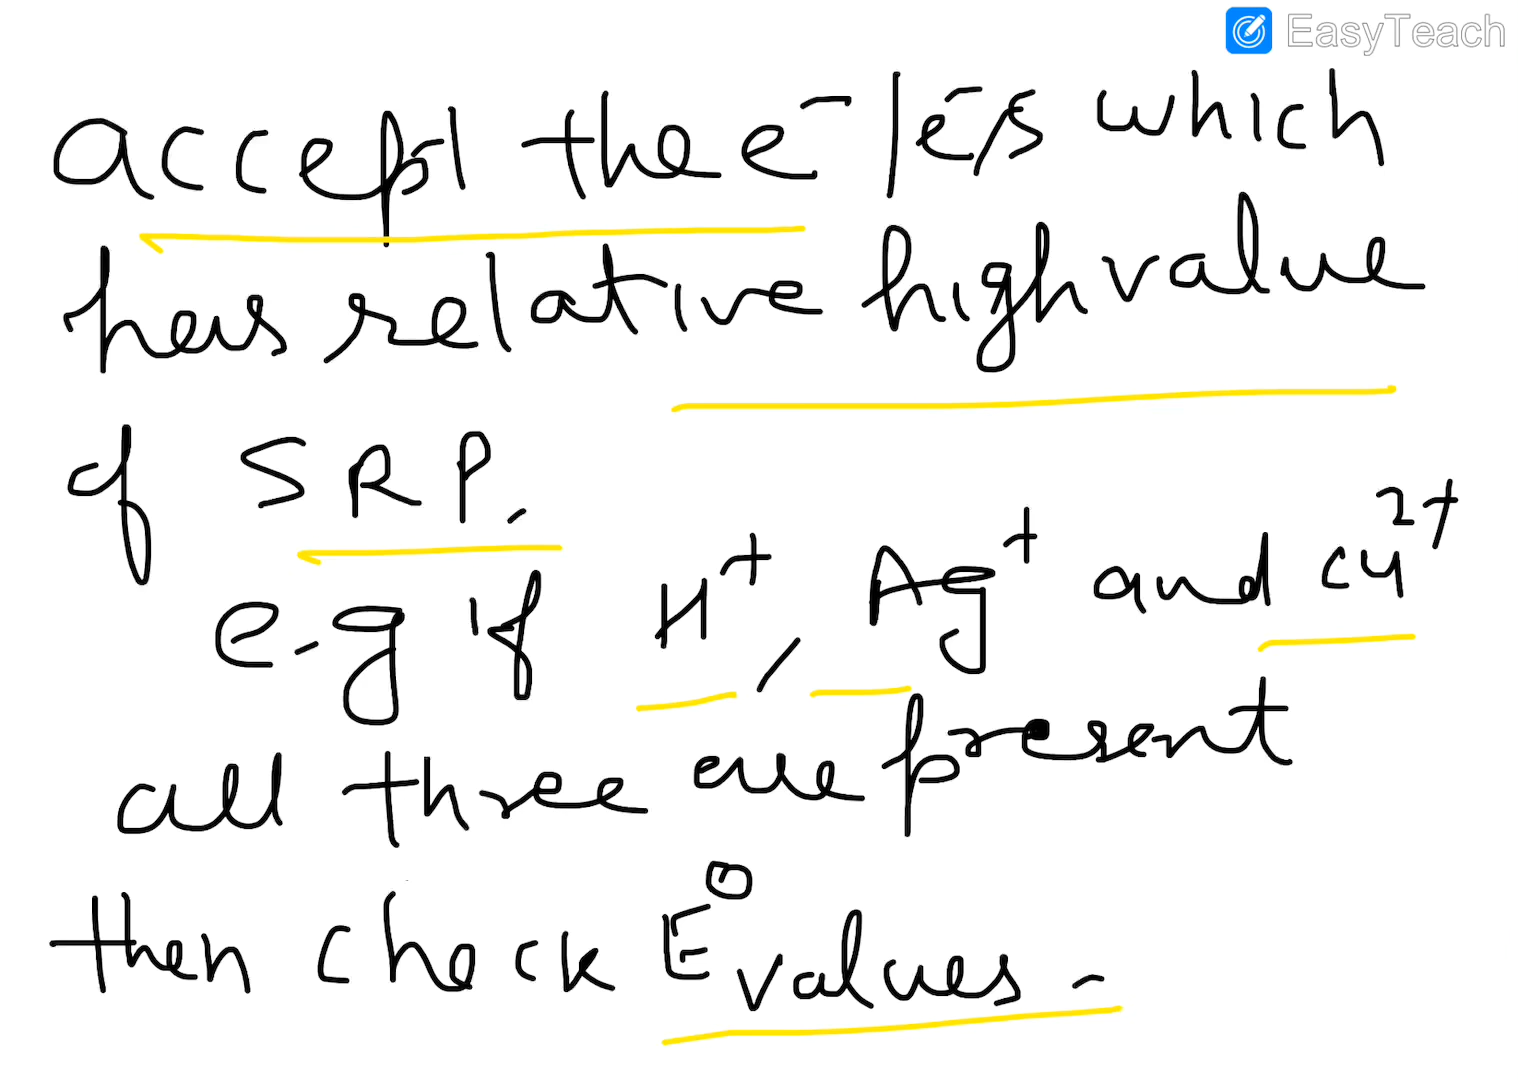 EasyTeach
accept the e⁻/e⁻s which
has relative high value
of SRP.
e.g if H⁺, Ag⁺ and Cu²⁺
all three are present
then check E⁰ values -